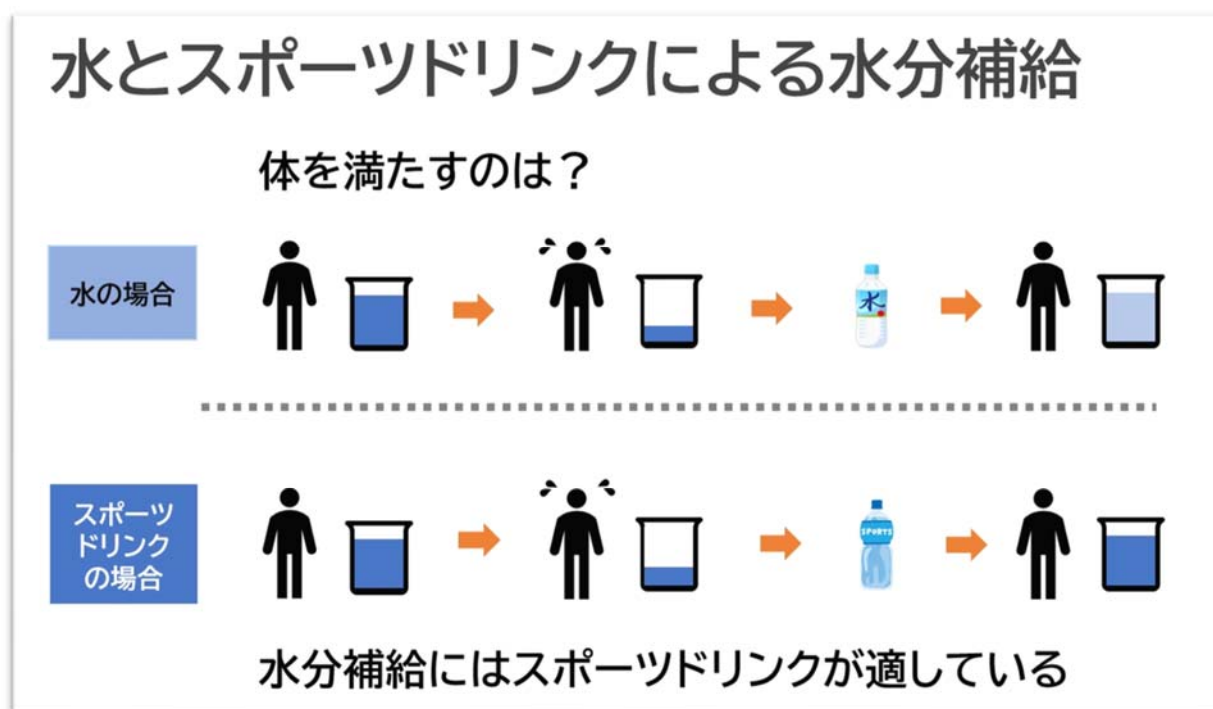 水とスポーツドリンクによる水分補給
体を満たすのは？
水の場合
水
スポーツ
ドリンク
の場合
SPORTS
水分補給にはスポーツドリンクが適している